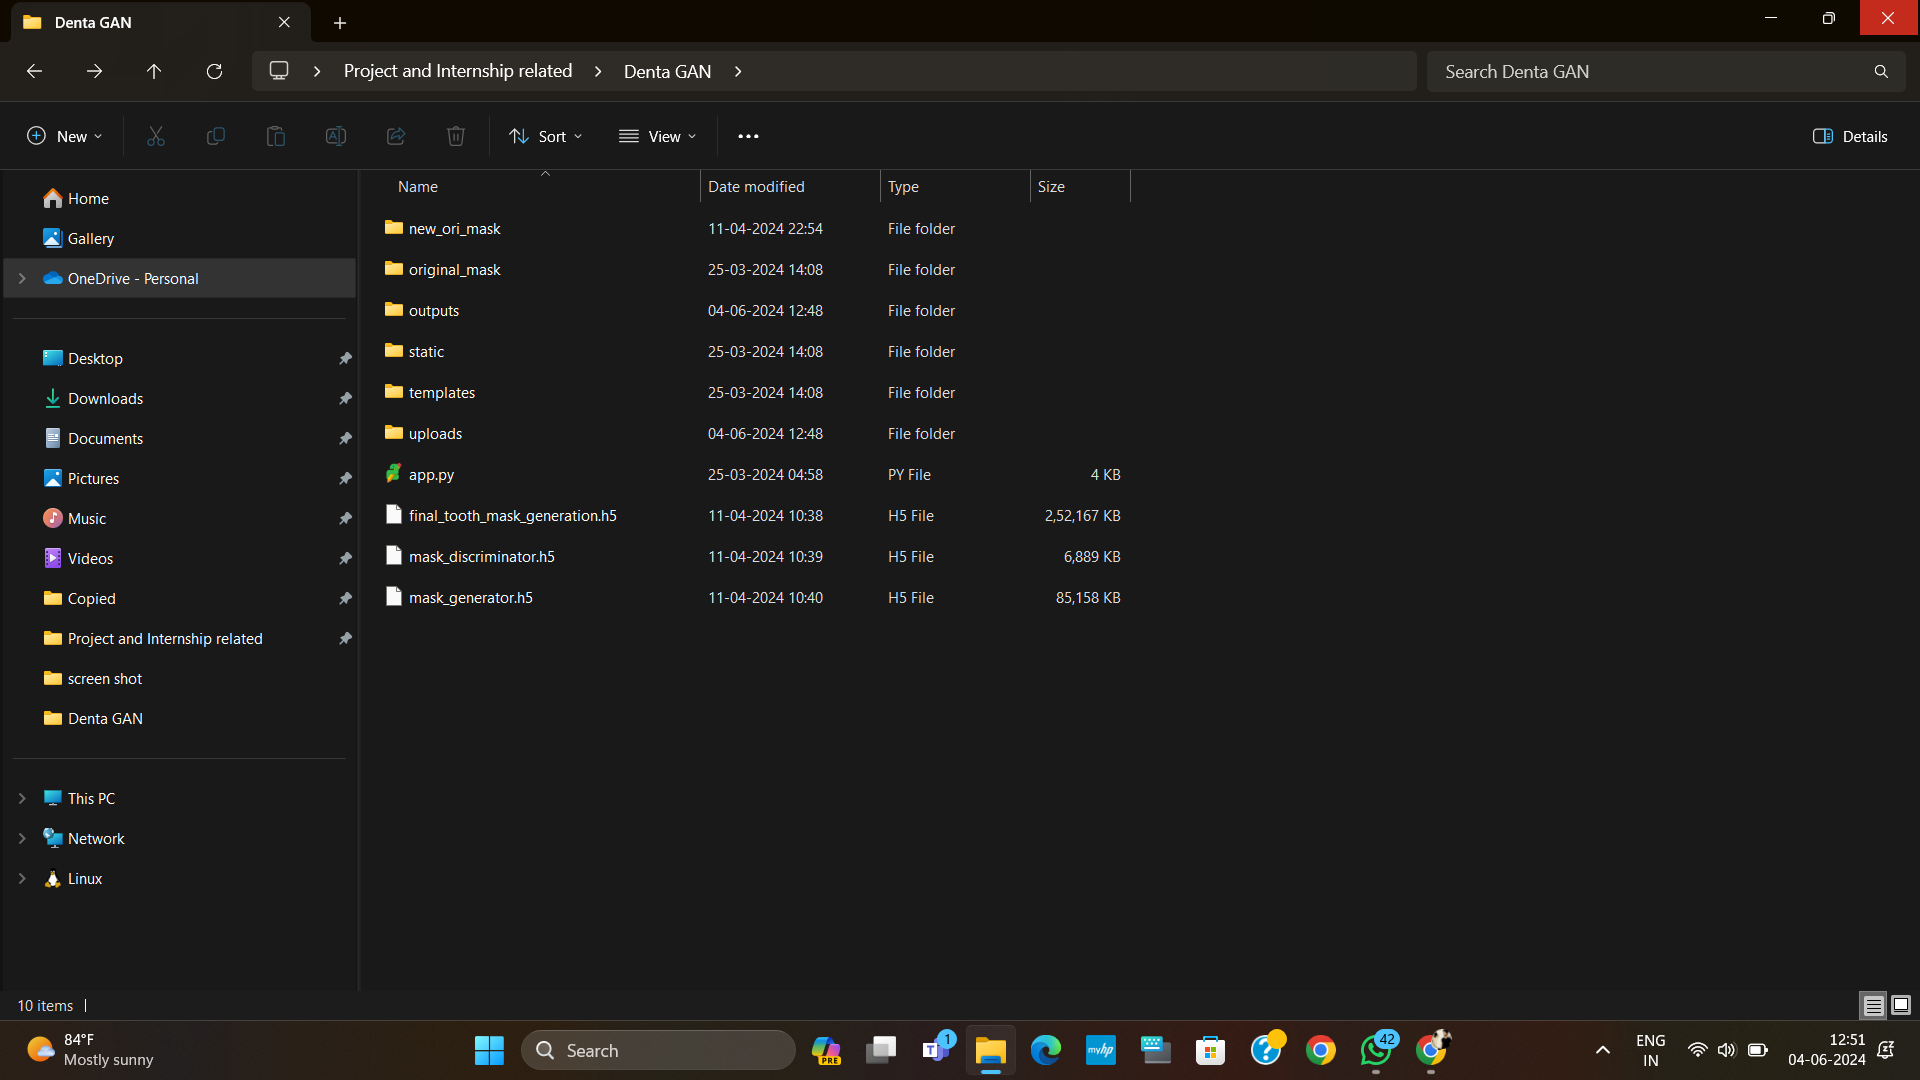 Denta GAN
Project and Internship related
Denta GAN
Search Denta GAN
New
Sort
View
Details
Home
Gallery
OneDrive - Personal
Desktop
Downloads
Documents
Pictures
Music
Videos
Copied
Project and Internship related
screen shot
Denta GAN
This PC
Network
Linux
Name Date modified Type Size
new_ori_mask 11-04-2024 22:54 File folder
original_mask 25-03-2024 14:08 File folder
outputs 04-06-2024 12:48 File folder
static 25-03-2024 14:08 File folder
templates 25-03-2024 14:08 File folder
uploads 04-06-2024 12:48 File folder
app.py 25-03-2024 04:58 PY File 4 KB
final_tooth_mask_generation.h5 11-04-2024 10:38 H5 File 2,52,167 KB
mask_discriminator.h5 11-04-2024 10:39 H5 File 6,889 KB
mask_generator.h5 11-04-2024 10:40 H5 File 85,158 KB
10 items
84°F
Mostly sunny
Search
PRE
T
1
myhp
42
ENG
IN
12:51
04-06-2024